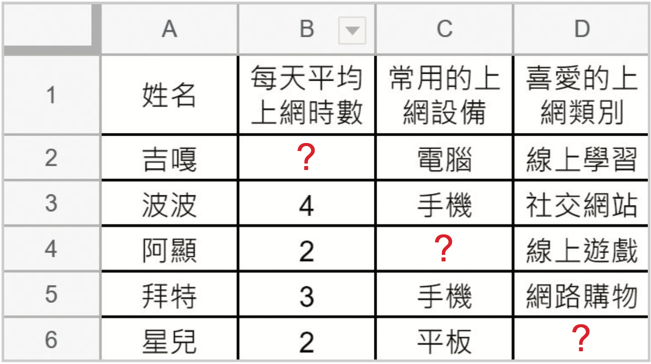 A B C D
1 姓名 每天平均上網時數 常用的上網設備 喜愛的上網類別
2 吉嘎 ? 電腦 線上學習
3 波波 4 手機 社交網站
4 阿顯 2 ? 線上遊戲
5 拜特 3 手機 網路購物
6 星兒 2 平板 ?